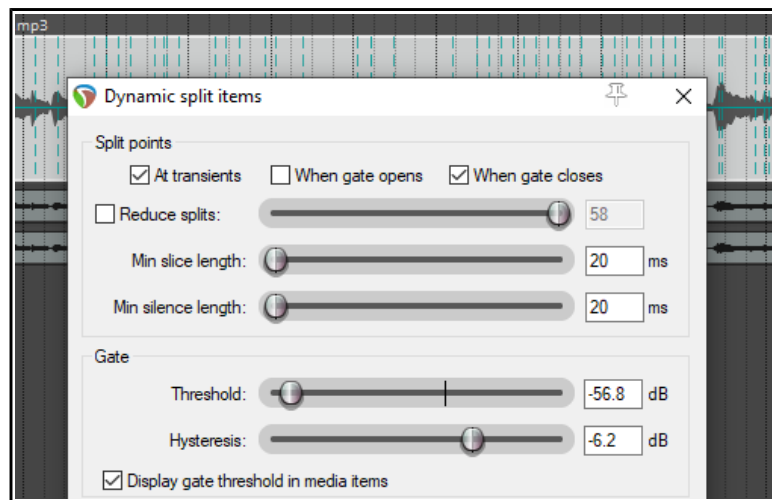 mp3
Dynamic split items
Split points
At transients When gate opens When gate closes
Reduce splits: 58
Min slice length: 20 ms
Min silence length: 20 ms
Gate
Threshold: -56.8 dB
Hysteresis: -6.2 dB
Display gate threshold in media items